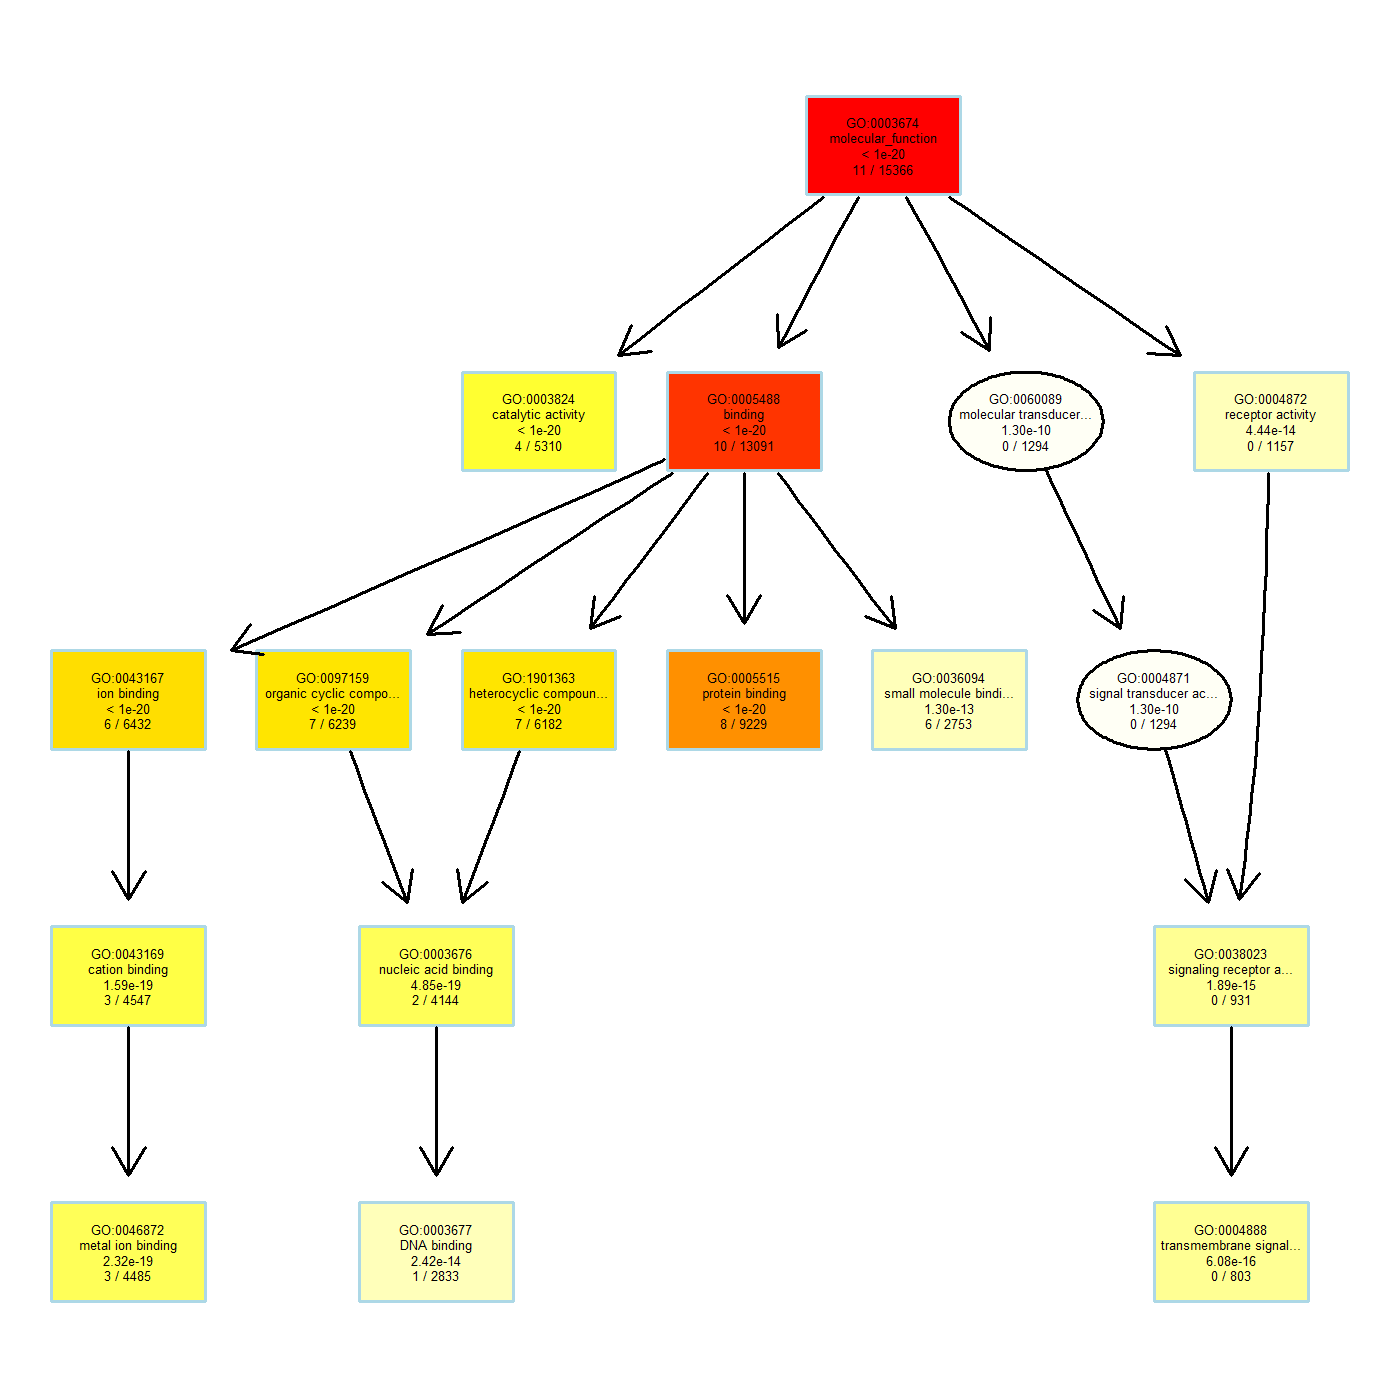 GO:0003674
molecular_function
< 1e-20
11 / 15366
GO:0003824
catalytic activity
< 1e-20
4 / 5310
GO:0005488
binding
< 1e-20
10 / 13091
GO:0060089
molecular transducer...
1.30e-10
0 / 1294
GO:0004872
receptor activity
4.44e-14
0 / 1157
GO:0043167
ion binding
< 1e-20
6 / 6432
GO:0097159
organic cyclic compo...
< 1e-20
7 / 6239
GO:1901363
heterocyclic compoun...
< 1e-20
7 / 6182
GO:0005515
protein binding
< 1e-20
8 / 9229
GO:0036094
small molecule bindi...
1.30e-13
6 / 2753
GO:0004871
signal transducer ac...
1.30e-10
0 / 1294
GO:0043169
cation binding
1.59e-19
3 / 4547
GO:0003676
nucleic acid binding
4.85e-19
2 / 4144
GO:0038023
signaling receptor a...
1.89e-15
0 / 931
GO:0046872
metal ion binding
2.32e-19
3 / 4485
GO:0003677
DNA binding
2.42e-14
1 / 2833
GO:0004888
transmembrane signal...
6.08e-16
0 / 803